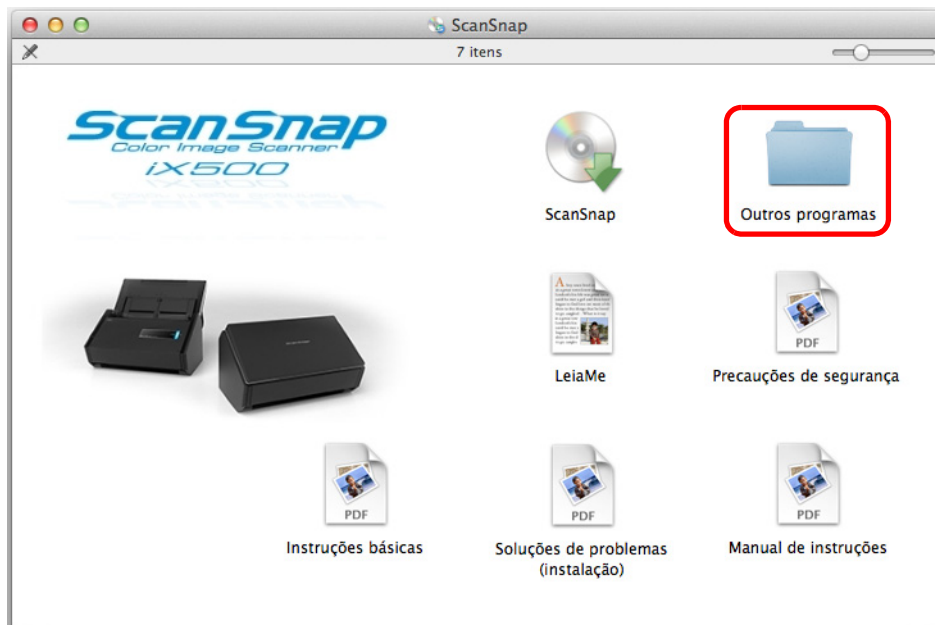 ScanSnap
7 itens
ScanSnap
Color Image Scanner
iX500
ScanSnap
Outros programas
LeiaMe
PDF
Precauções de segurança
PDF
Instruções básicas
PDF
Soluções de problemas
(instalação)
PDF
Manual de instruções